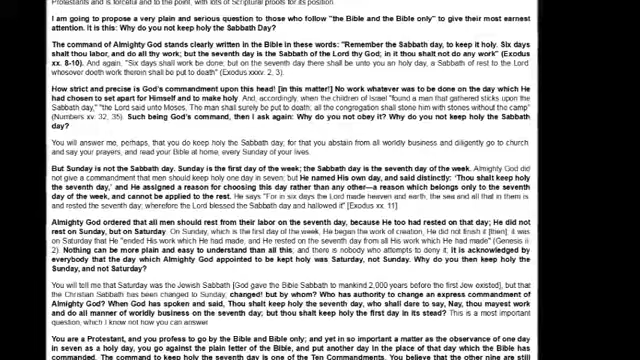 Protestants and is forceful and to the point, with lots of Scriptural proofs for its position.
I am going to propose a very plain and serious question to those who follow "the Bible and the Bible only" to give their most earnest
attention. It is this: Why do you not keep holy the Sabbath Day?
The command of Almighty God stands clearly written in the Bible in these words: "Remember the Sabbath day, to keep it holy. Six days
shalt thou labor, and do all thy work; but the seventh day is the Sabbath of the Lord thy God; in it thou shalt not do any work" (Exodus
xx. 8-10). And again, "Six days shall work be done; but on the seventh day there shall be unto you an holy day, a Sabbath of rest to the Lord:
whosoever doeth work therein shall be put to death" (Exodus xxxv. 2, 3).
How strict and precise is God's commandment upon this head! [in this matter!] No work whatever was to be done on the day which He
had chosen to set apart for Himself and to make holy. And, accordingly, when the children of Israel "found a man that gathered sticks upon the
Sabbath day," "the Lord said unto Moses, The man shall surely be put to death; all the congregation shall stone him with stones without the camp"
(Numbers xv. 32, 35). Such being God's command, then I ask again: Why do you not obey it? Why do you not keep holy the Sabbath
day?
You will answer me, perhaps, that you do keep holy the Sabbath day; for that you abstain from all worldly business and diligently go to church,
and say your prayers, and read your Bible at home, every Sunday of your lives.
But Sunday is not the Sabbath day. Sunday is the first day of the week; the Sabbath day is the seventh day of the week. Almighty God did
not give a commandment that men should keep holy one day in seven; but He named His own day, and said distinctly: 'Thou shalt keep holy
the seventh day,' and He assigned a reason for choosing this day rather than any other—a reason which belongs only to the seventh
day of the week, and cannot be applied to the rest. He says "For in six days the Lord made heaven and earth, the sea and all that in them is
and rested the seventh day; wherefore the Lord blessed the Sabbath day and hallowed it" [Exodus xx. 11]
Almighty God ordered that all men should rest from their labor on the seventh day, because He too had rested on that day; He did not
rest on Sunday, but on Saturday. On Sunday, which is the first day of the week, He began the work of creation, He did not finish it [then]; it was
on Saturday that He "ended His work which He had made; and He rested on the seventh day from all His work which He had made" (Genesis ii.
2). Nothing can be more plain and easy to understand than all this; and there is nobody who attempts to deny it; it is acknowledged by
everybody that the day which Almighty God appointed to be kept holy was Saturday, not Sunday. Why do you then keep holy the
Sunday, and not Saturday?
You will tell me that Saturday was the Jewish Sabbath [God gave the Bible Sabbath to mankind 2,000 years before the first Jew existed], but that
the Christian Sabbath has been changed to Sunday, changed! but by whom? Who has authority to change an express commandment of
Almighty God? When God has spoken and said, Thou shalt keep holy the seventh day, who shall dare to say, Nay, thou mayest work
and do all manner of worldly business on the seventh day; but thou shalt keep holy the first day in its stead? This is a most important
question, which I know not how you can answer
You are a Protestant, and you profess to go by the Bible and Bible only; and yet in so important a matter as the observance of one day
in seven as a holy day, you go against the plain letter of the Bible, and put another day in the place of that day which the Bible has
commanded. The command to keep holy the seventh day is one of the Ten Commandments. You believe that the other nine are still